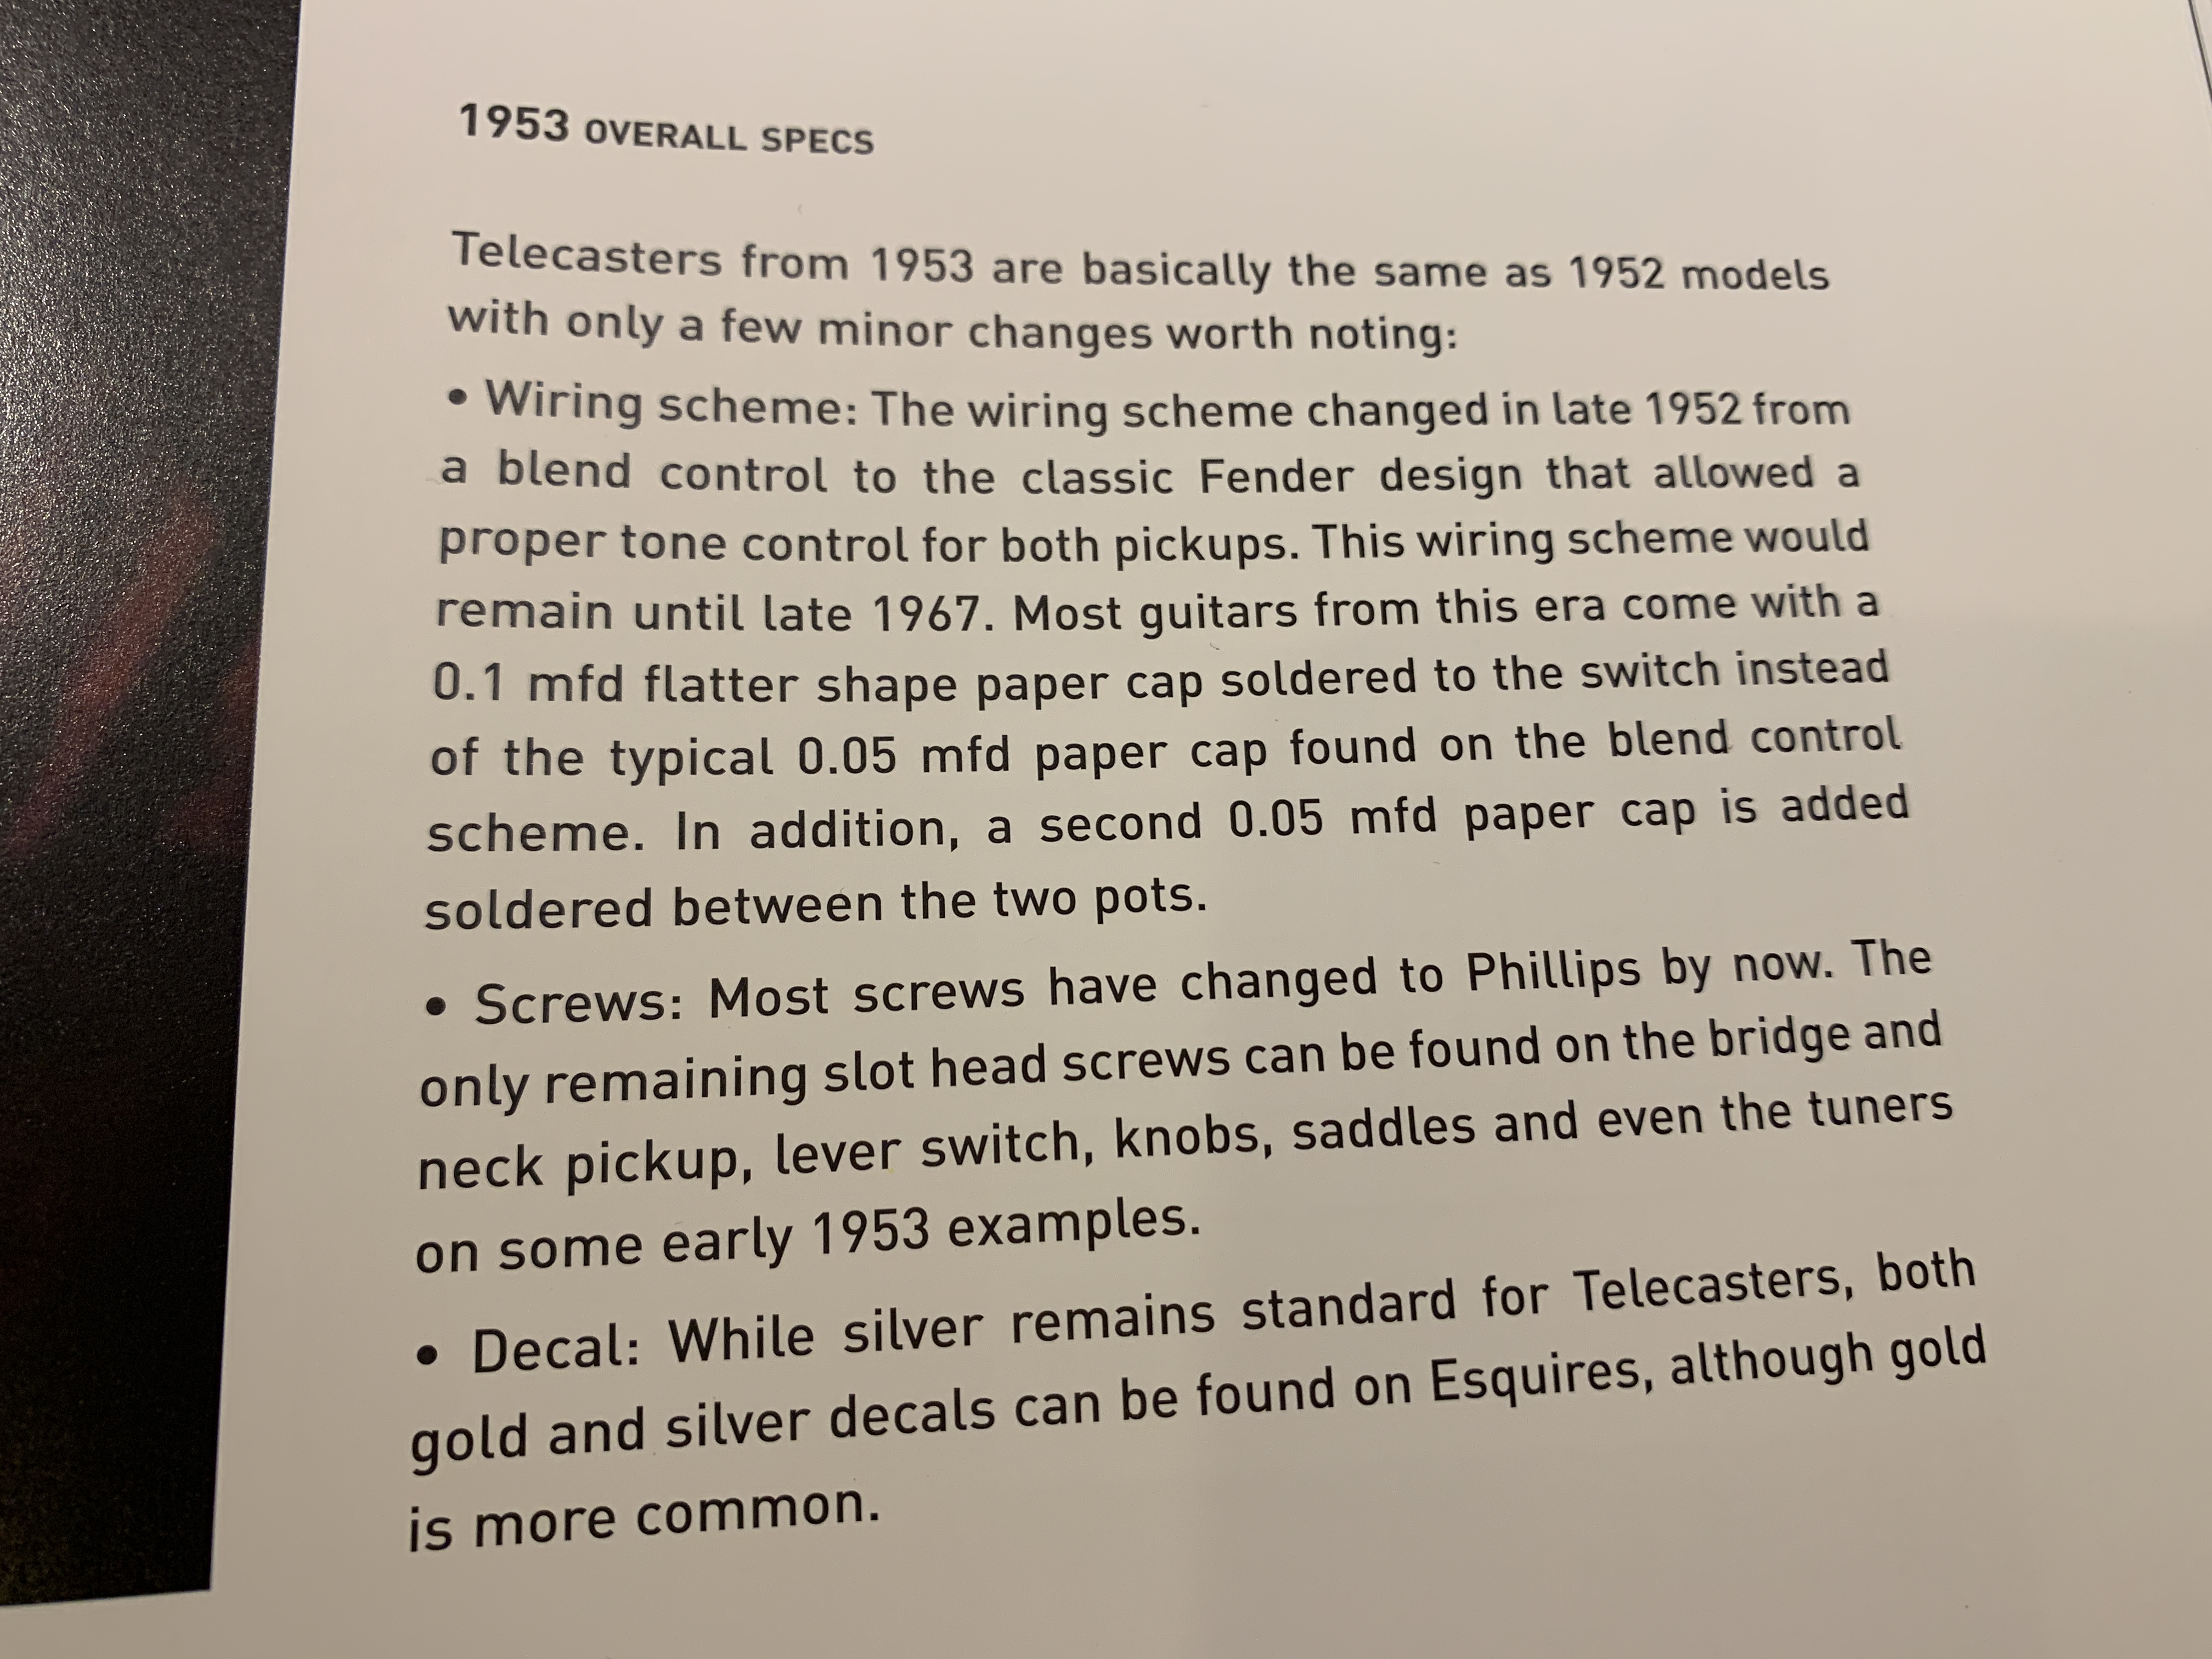 1953 OVERALL SPECS
Telecasters from 1953 are basically the same as 1952 models
with only a few minor changes worth noting:
• Wiring scheme: The wiring scheme changed in late 1952 from
a blend control to the classic Fender design that allowed a
proper tone control for both pickups. This wiring scheme would
remain until late 1967. Most guitars from this era come with a
0.1 mfd flatter shape paper cap soldered to the switch instead
of the typical 0.05 mfd paper cap found on the blend control
scheme. In addition, a second 0.05 mfd paper cap is added
soldered between the two pots.
• Screws: Most screws have changed to Phillips by now. The
only remaining slot head screws can be found on the bridge and
neck pickup, lever switch, knobs, saddles and even the tuners
on some early 1953 examples.
• Decal: While silver remains standard for Telecasters, both
gold and silver decals can be found on Esquires, although gold
is more common.